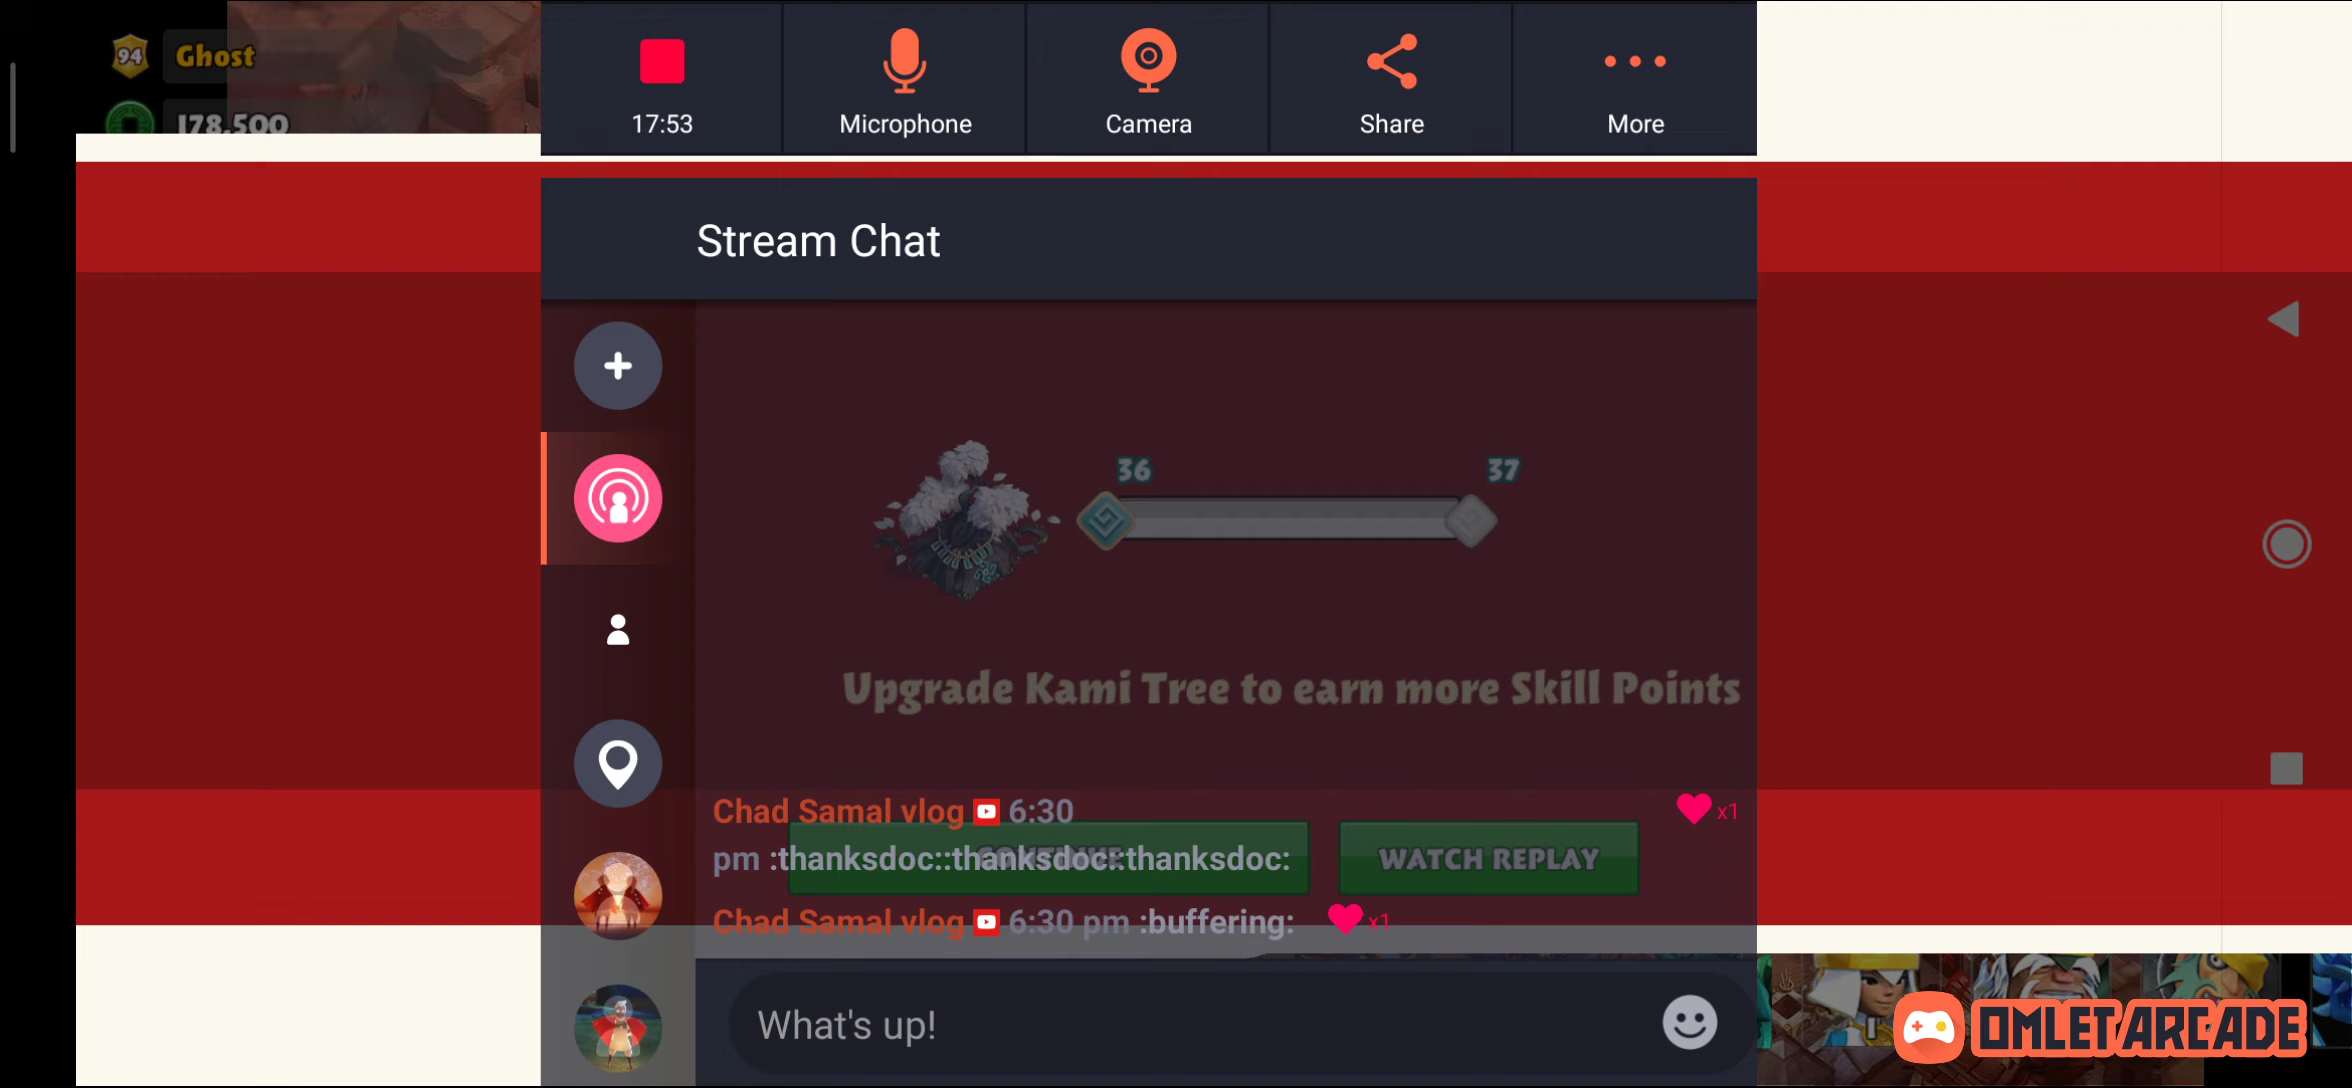 94 Ghost
178,500
17:53
Microphone
Camera
Share
More
Stream Chat
36
37
Upgrade Kami Tree to earn more Skill Points
Chad Samal vlog 6:30
x1
pm :thanksdoc::thanksdoc::thanksdoc:
WATCH REPLAY
Chad Samal vlog 6:30 pm :buffering:
x1
What's up!
OMLET ARCADE